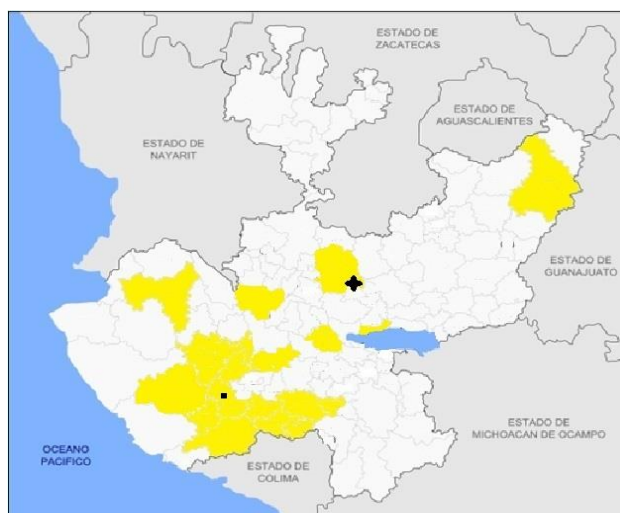 ESTADO DE
ZACATECAS
ESTADO DE
AGUASCALIENTES
ESTADO DE
NAYARIT
ESTADO DE
GUANAJUATO
ESTADO DE
MICHOACAN DE OCAMPO
OCEANO
PACIFICO
ESTADO DE
COLIMA